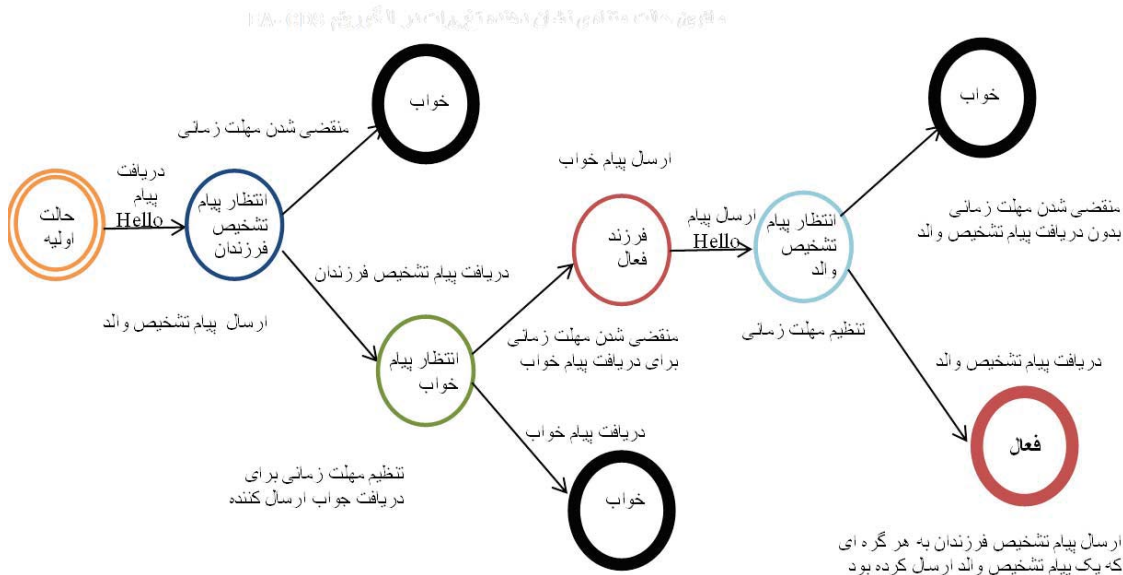 خواب
خواب
منقضی شدن مهلت زمانی
ارسال پیام خواب
دریافت
پیام
Hello
انتظار پیام
تشخیص
فرزندان
حالت
اولیه
فرزند
فعال
ارسال پیام
Hello
انتظار پیام
تشخیص
والد
منقضی شدن مهلت زمانی
بدون دریافت پیام تشخیص والد
دریافت پیام تشخیص فرزندان
ارسال پیام تشخیص والد
انتظار پیام
خواب
منقضی شدن مهلت زمانی
برای دریافت پیام خواب
تنظیم مهلت زمانی
دریافت پیام تشخیص والد
فعال
دریافت پیام خواب
خواب
تنظیم مهلت زمانی برای
دریافت جواب ارسال کننده
ارسال پیام تشخیص فرزندان به هر گره ای
که یک پیام تشخیص والد ارسال کرده بود